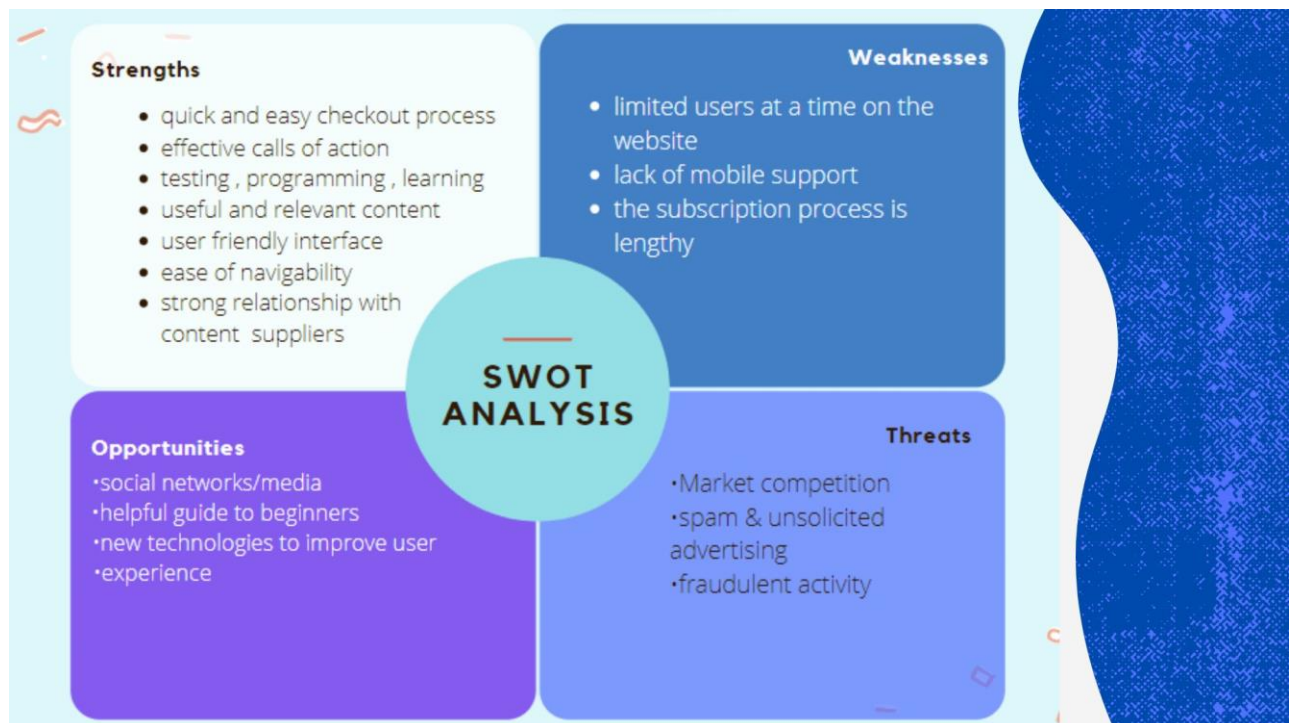 Strengths
• quick and easy checkout process
• effective calls of action
• testing , programming , learning
• useful and relevant content
• user friendly interface
• ease of navigability
• strong relationship with
content suppliers
Weaknesses
• limited users at a time on the
website
• lack of mobile support
• the subscription process is
lengthy
SWOT
ANALYSIS
Opportunities
•social networks/media
•helpful guide to beginners
•new technologies to improve user
•experience
Threats
•Market competition
•spam & unsolicited
advertising
•fraudulent activity